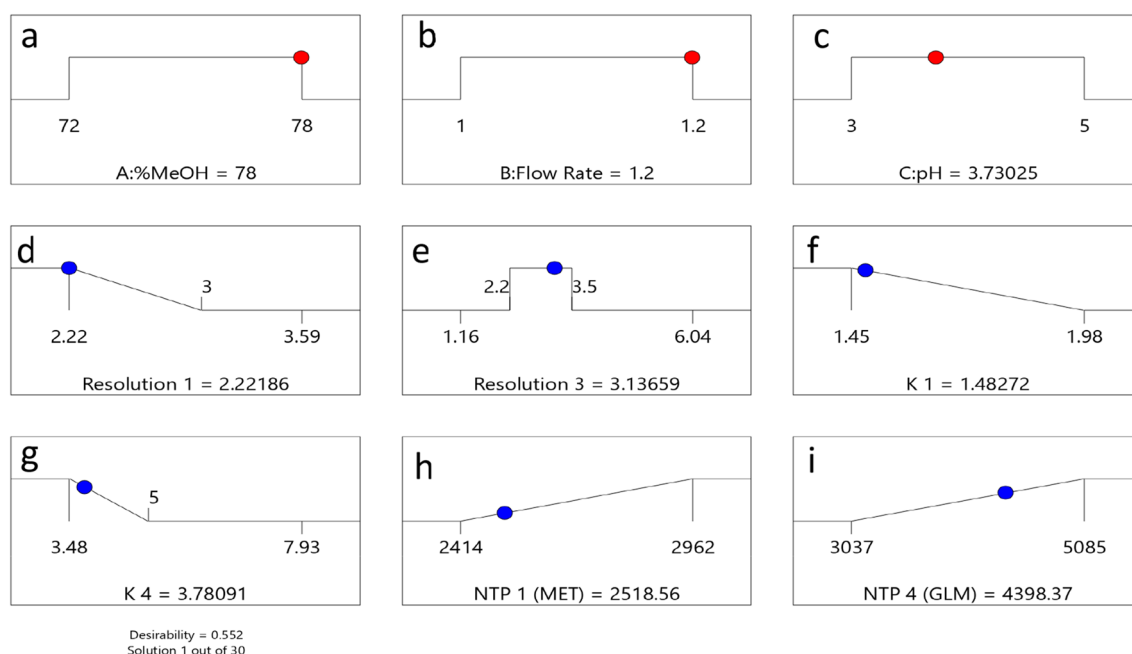 a
72 78
A:%MeOH = 78
b
1 1.2
B:Flow Rate = 1.2
c
3 5
C:pH = 3.73025
d
3
2.22 3.59
Resolution 1 = 2.22186
e
2.2 3.5
1.16 6.04
Resolution 3 = 3.13659
f
1.45 1.98
K 1 = 1.48272
g
5
3.48 7.93
K 4 = 3.78091
h
2414 2962
NTP 1 (MET) = 2518.56
i
3037 5085
NTP 4 (GLM) = 4398.37
Desirability = 0.552
Solution 1 out of 30